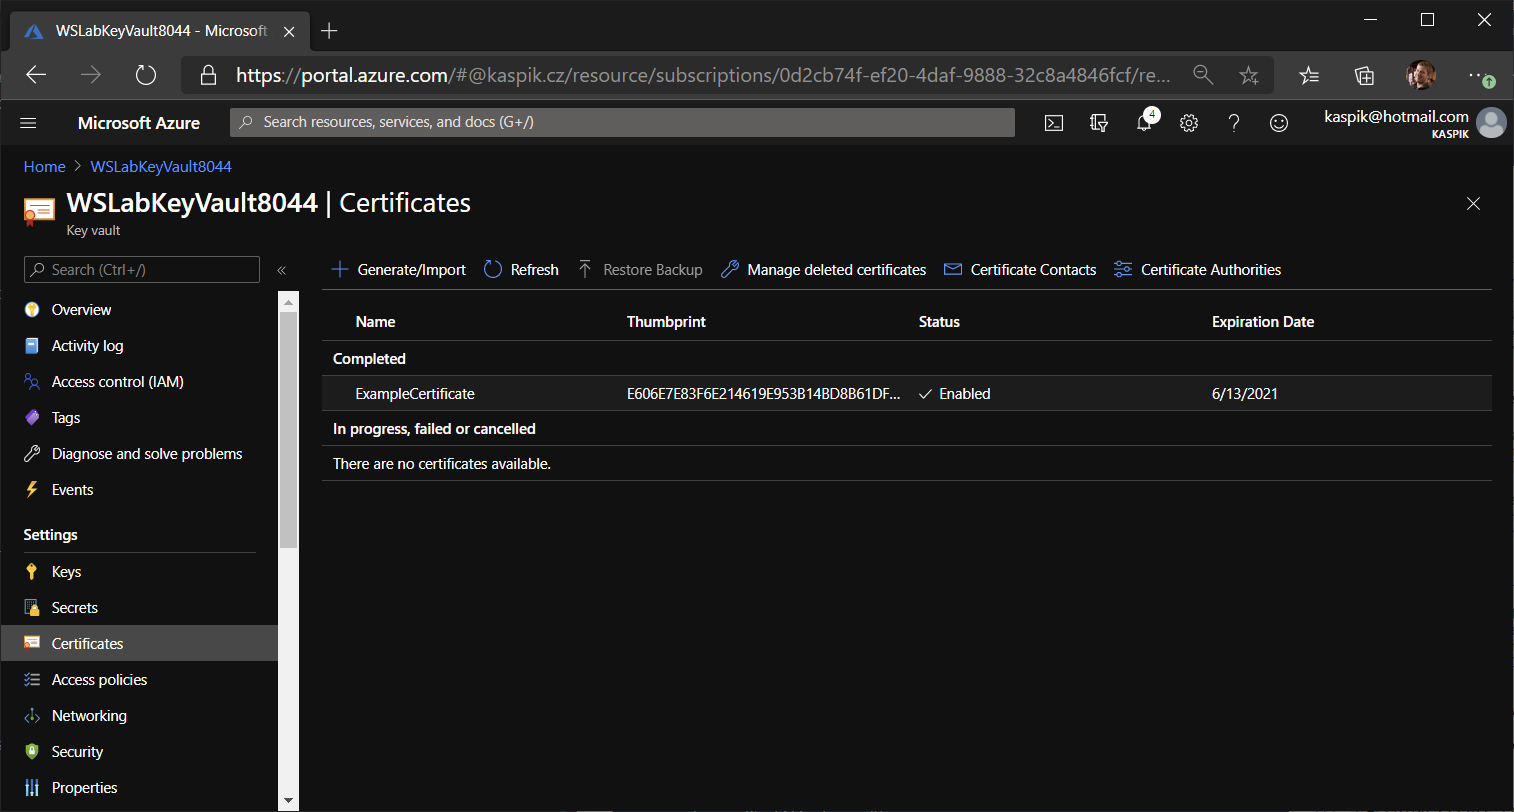 WSLabKeyVault8044 - Microsoft
https://portal.azure.com/#@kaspik.cz/resource/subscriptions/0d2cb74f-ef20-4daf-9888-32c8a4846fcf/re...
Microsoft Azure
Search resources, services, and docs (G+/)
4
kaspik@hotmail.com
KASPIK
Home > WSLabKeyVault8044
WSLabKeyVault8044 | Certificates
Key vault
Search (Ctrl+/)
«
Overview
Activity log
Access control (IAM)
Tags
Diagnose and solve problems
Events
Settings
Keys
Secrets
Certificates
Access policies
Networking
Security
Properties
Generate/Import Refresh Restore Backup Manage deleted certificates Certificate Contacts Certificate Authorities
Name Thumbprint Status Expiration Date
Completed
ExampleCertificate E606E7E83F6E214619E953B14BD8B61DF... Enabled 6/13/2021
In progress, failed or cancelled
There are no certificates available.